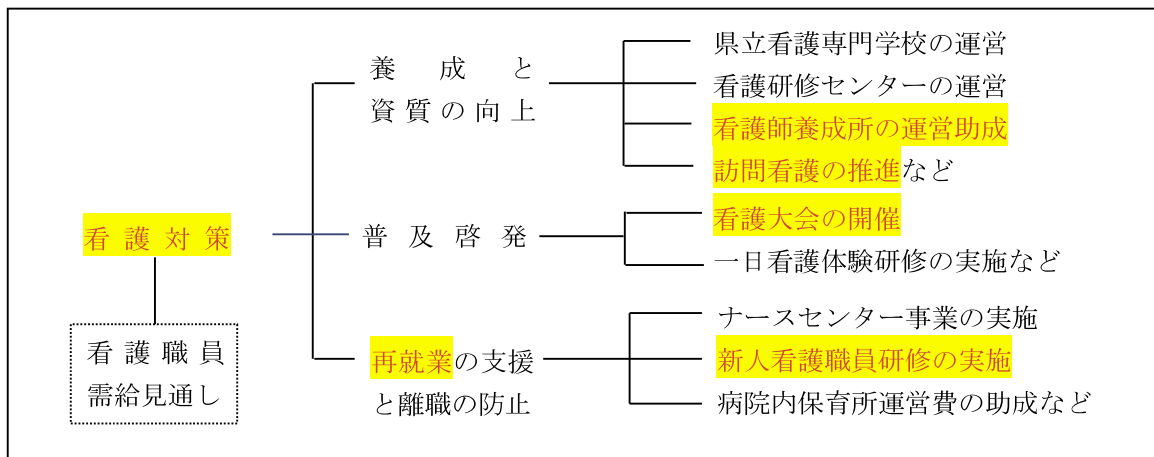 看護対策
看護職員
需給見通し
養成と
資質の向上
県立看護専門学校の運営
看護研修センターの運営
看護師養成所の運営助成
訪問看護の推進など
普及啓発
看護大会の開催
一日看護体験研修の実施など
再就業の支援
と離職の防止
ナースセンター事業の実施
新人看護職員研修の実施
病院内保育所運営費の助成など